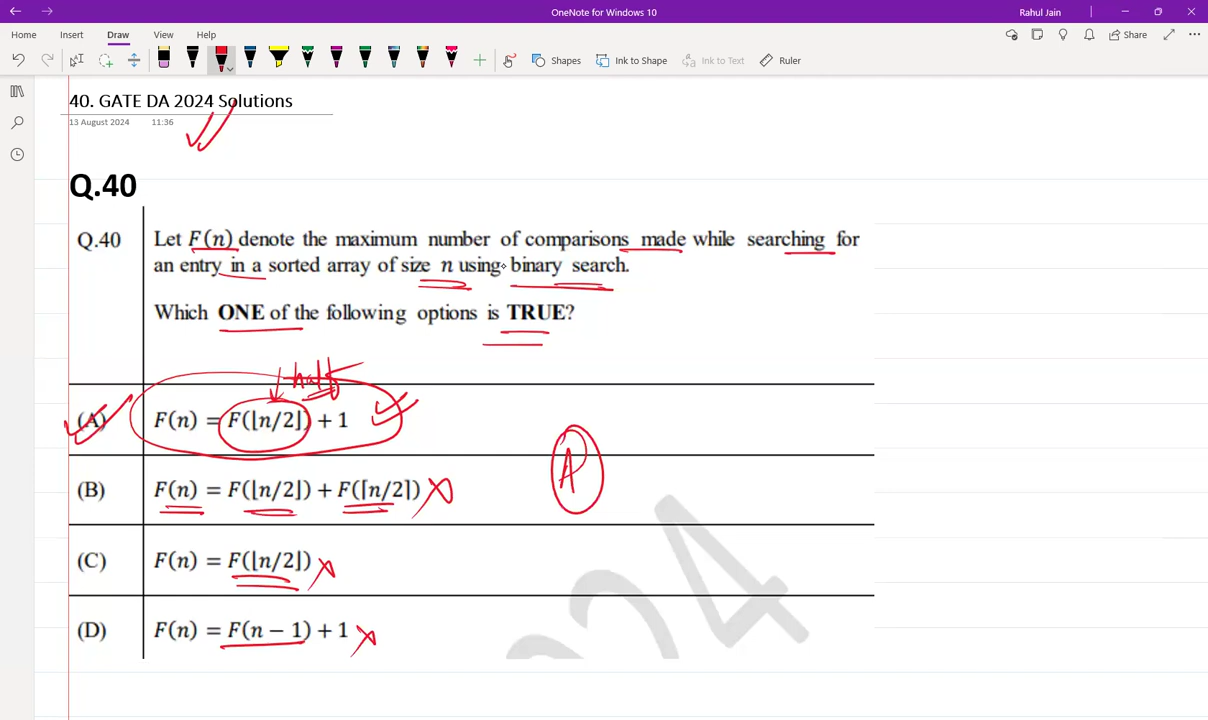 OneNote for Windows 10
Rahul Jain
Home Insert Draw View Help
Share
Shapes Ink to Shape Ink to Text Ruler
40. GATE DA 2024 Solutions
13 August 2024 11:36
Q.40
Q.40 Let F(n) denote the maximum number of comparisons made while searching for
an entry in a sorted array of size n using binary search.
Which ONE of the following options is TRUE?
half
(A) F(n) = F(⌊n/2⌋) + 1
A
(B) F(n) = F(⌊n/2⌋) + F(⌈n/2⌉)
(C) F(n) = F(⌊n/2⌋)
(D) F(n) = F(n − 1) + 1